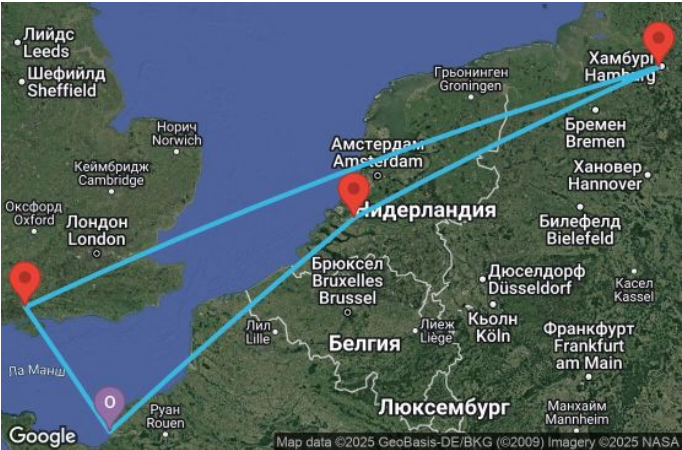 Лийдс
Leeds
Шефийлд
Sheffield
Хамбург
Hamburg
Грьонинген
Groningen
Бремен
Bremen
Норич
Norwich
Амстердам
Amsterdam
Кеймбридж
Cambridge
Хановер
Hannover
Оксфорд
Oxford
Лондон
London
Нидерландия
Билефелд
Bielefeld
Брюксел
Bruxelles
Brussel
Дюселдорф
Düsseldorf
Касел
Kassel
Лил
Lille
Лиеж
Liège
Кьолн
Köln
Белгия
Франкфурт
Frankfurt
am Main
Ла Манш
O
Руан
Rouen
Люксембург
Манхайм
Mannheim
Google
Map data ©2025 GeoBasis-DE/BKG (©2009) Imagery ©2025 NASA